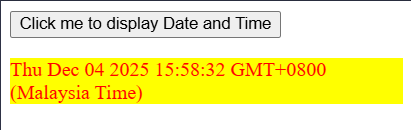 Click me to display Date and Time
Thu Dec 04 2025 15:58:32 GMT+0800
(Malaysia Time)